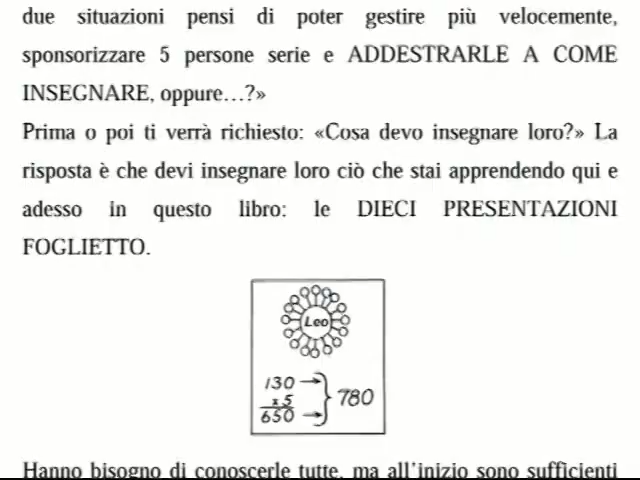 due situazioni pensi di poter gestire più velocemente,
sponsorizzare 5 persone serie e ADDESTRARLE A COME
INSEGNARE, oppure…?»
Prima o poi ti verrà richiesto: «Cosa devo insegnare loro?» La
risposta è che devi insegnare loro ciò che stai apprendendo qui e
adesso in questo libro: le DIECI PRESENTAZIONI
FOGLIETTO.
Leo
130
x5
650
780
Hanno bisogno di conoscerle tutte, ma all'inizio sono sufficienti